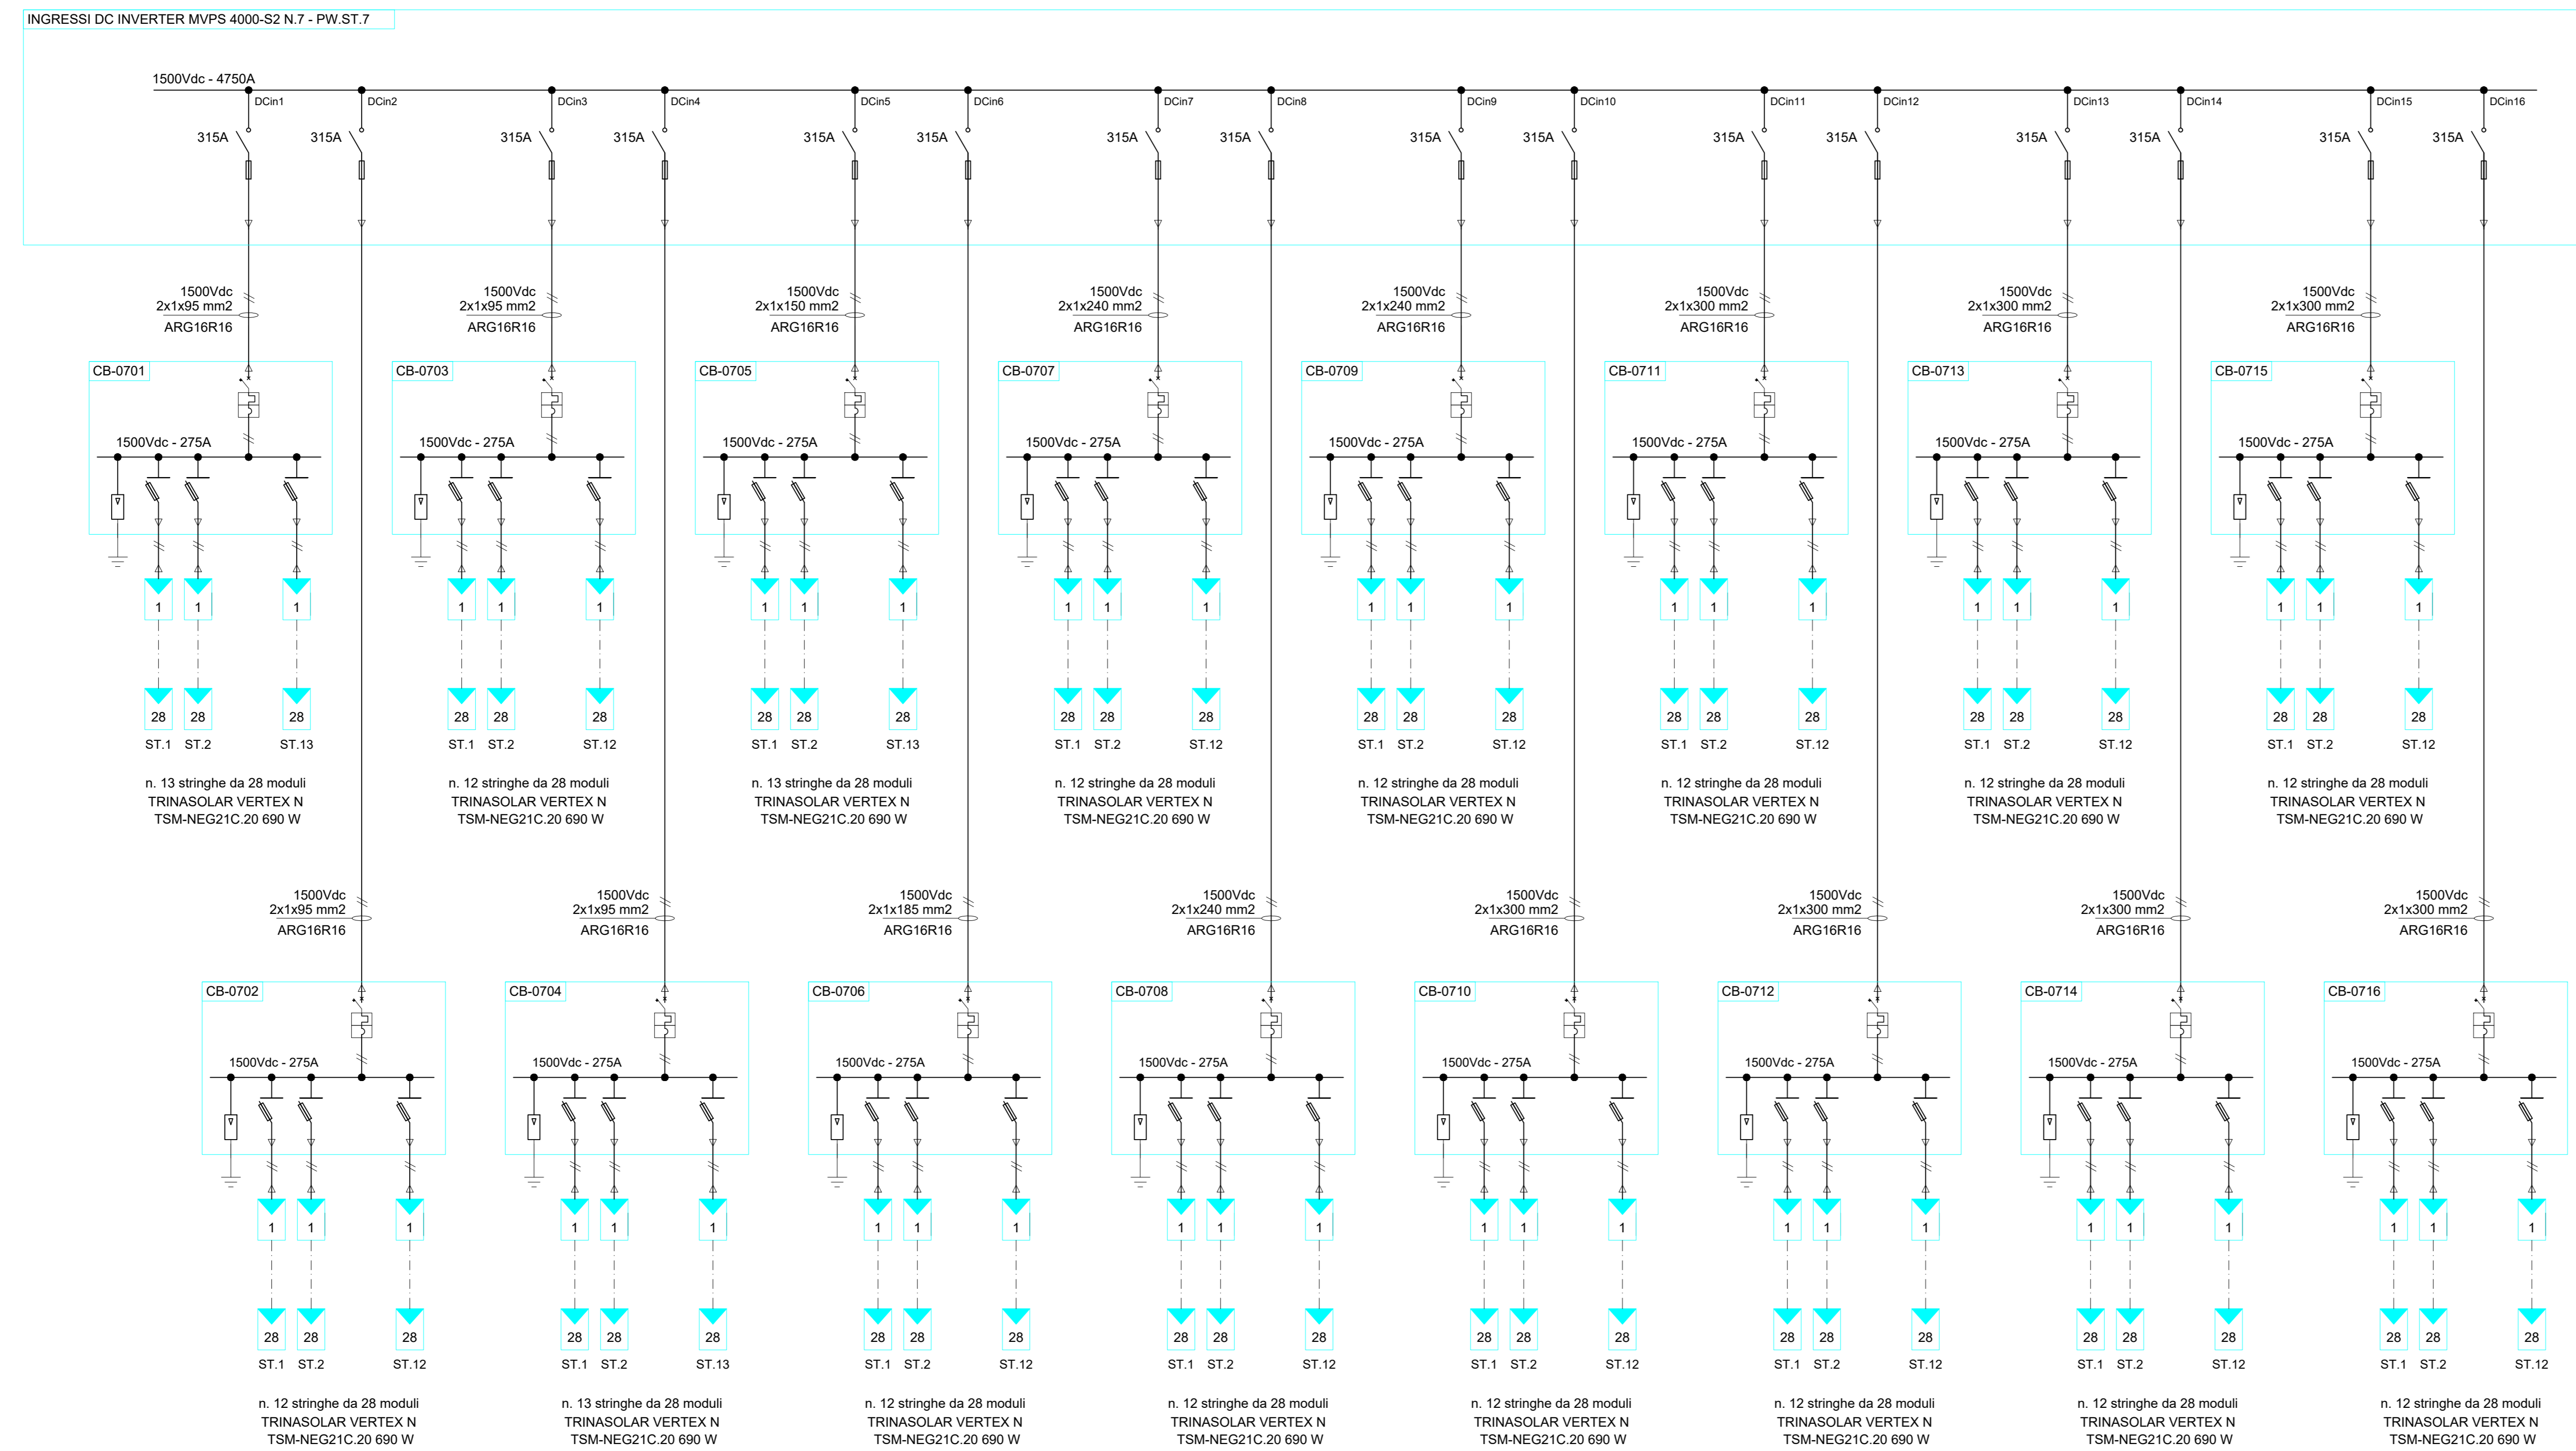 INGRESSI DC INVERTER MVPS 4000-S2 N.7 - PW.ST.7
1500Vdc - 4750A
DCin1 DCin2 DCin3 DCin4 DCin5 DCin6 DCin7 DCin8 DCin9 DCin10 DCin11 DCin12 DCin13 DCin14 DCin15 DCin16
315A 315A 315A 315A 315A 315A 315A 315A 315A 315A 315A 315A 315A 315A 315A 315A
1500Vdc 1500Vdc 1500Vdc 1500Vdc 1500Vdc 1500Vdc 1500Vdc 1500Vdc
2x1x95 mm2 2x1x95 mm2 2x1x150 mm2 2x1x240 mm2 2x1x240 mm2 2x1x300 mm2 2x1x300 mm2 2x1x300 mm2
ARG16R16 ARG16R16 ARG16R16 ARG16R16 ARG16R16 ARG16R16 ARG16R16 ARG16R16
CB-0701 CB-0703 CB-0705 CB-0707 CB-0709 CB-0711 CB-0713 CB-0715
1500Vdc - 275A 1500Vdc - 275A 1500Vdc - 275A 1500Vdc - 275A 1500Vdc - 275A 1500Vdc - 275A 1500Vdc - 275A 1500Vdc - 275A
1 1 1 1 1 1 1 1 1 1 1 1 1 1 1 1 1 1 1 1 1 1 1 1
28 28 28 28 28 28 28 28 28 28 28 28 28 28 28 28 28 28 28 28 28 28 28 28
ST.1 ST.2 ST.13 ST.1 ST.2 ST.12 ST.1 ST.2 ST.13 ST.1 ST.2 ST.12 ST.1 ST.2 ST.12 ST.1 ST.2 ST.12 ST.1 ST.2 ST.12 ST.1 ST.2 ST.12
n. 13 stringhe da 28 moduli n. 12 stringhe da 28 moduli n. 13 stringhe da 28 moduli n. 12 stringhe da 28 moduli n. 12 stringhe da 28 moduli n. 12 stringhe da 28 moduli n. 12 stringhe da 28 moduli n. 12 stringhe da 28 moduli
TRINASOLAR VERTEX N TRINASOLAR VERTEX N TRINASOLAR VERTEX N TRINASOLAR VERTEX N TRINASOLAR VERTEX N TRINASOLAR VERTEX N TRINASOLAR VERTEX N TRINASOLAR VERTEX N
TSM-NEG21C.20 690 W TSM-NEG21C.20 690 W TSM-NEG21C.20 690 W TSM-NEG21C.20 690 W TSM-NEG21C.20 690 W TSM-NEG21C.20 690 W TSM-NEG21C.20 690 W TSM-NEG21C.20 690 W
1500Vdc 1500Vdc 1500Vdc 1500Vdc 1500Vdc 1500Vdc 1500Vdc 1500Vdc
2x1x95 mm2 2x1x95 mm2 2x1x185 mm2 2x1x240 mm2 2x1x300 mm2 2x1x300 mm2 2x1x300 mm2 2x1x300 mm2
ARG16R16 ARG16R16 ARG16R16 ARG16R16 ARG16R16 ARG16R16 ARG16R16 ARG16R16
CB-0702 CB-0704 CB-0706 CB-0708 CB-0710 CB-0712 CB-0714 CB-0716
1500Vdc - 275A 1500Vdc - 275A 1500Vdc - 275A 1500Vdc - 275A 1500Vdc - 275A 1500Vdc - 275A 1500Vdc - 275A 1500Vdc - 275A
1 1 1 1 1 1 1 1 1 1 1 1 1 1 1 1 1 1 1 1 1 1 1 1
28 28 28 28 28 28 28 28 28 28 28 28 28 28 28 28 28 28 28 28 28 28 28 28
ST.1 ST.2 ST.12 ST.1 ST.2 ST.13 ST.1 ST.2 ST.12 ST.1 ST.2 ST.12 ST.1 ST.2 ST.12 ST.1 ST.2 ST.12 ST.1 ST.2 ST.12 ST.1 ST.2 ST.12
n. 12 stringhe da 28 moduli n. 13 stringhe da 28 moduli n. 12 stringhe da 28 moduli n. 12 stringhe da 28 moduli n. 12 stringhe da 28 moduli n. 12 stringhe da 28 moduli n. 12 stringhe da 28 moduli n. 12 stringhe da 28 moduli
TRINASOLAR VERTEX N TRINASOLAR VERTEX N TRINASOLAR VERTEX N TRINASOLAR VERTEX N TRINASOLAR VERTEX N TRINASOLAR VERTEX N TRINASOLAR VERTEX N TRINASOLAR VERTEX N
TSM-NEG21C.20 690 W TSM-NEG21C.20 690 W TSM-NEG21C.20 690 W TSM-NEG21C.20 690 W TSM-NEG21C.20 690 W TSM-NEG21C.20 690 W TSM-NEG21C.20 690 W TSM-NEG21C.20 690 W